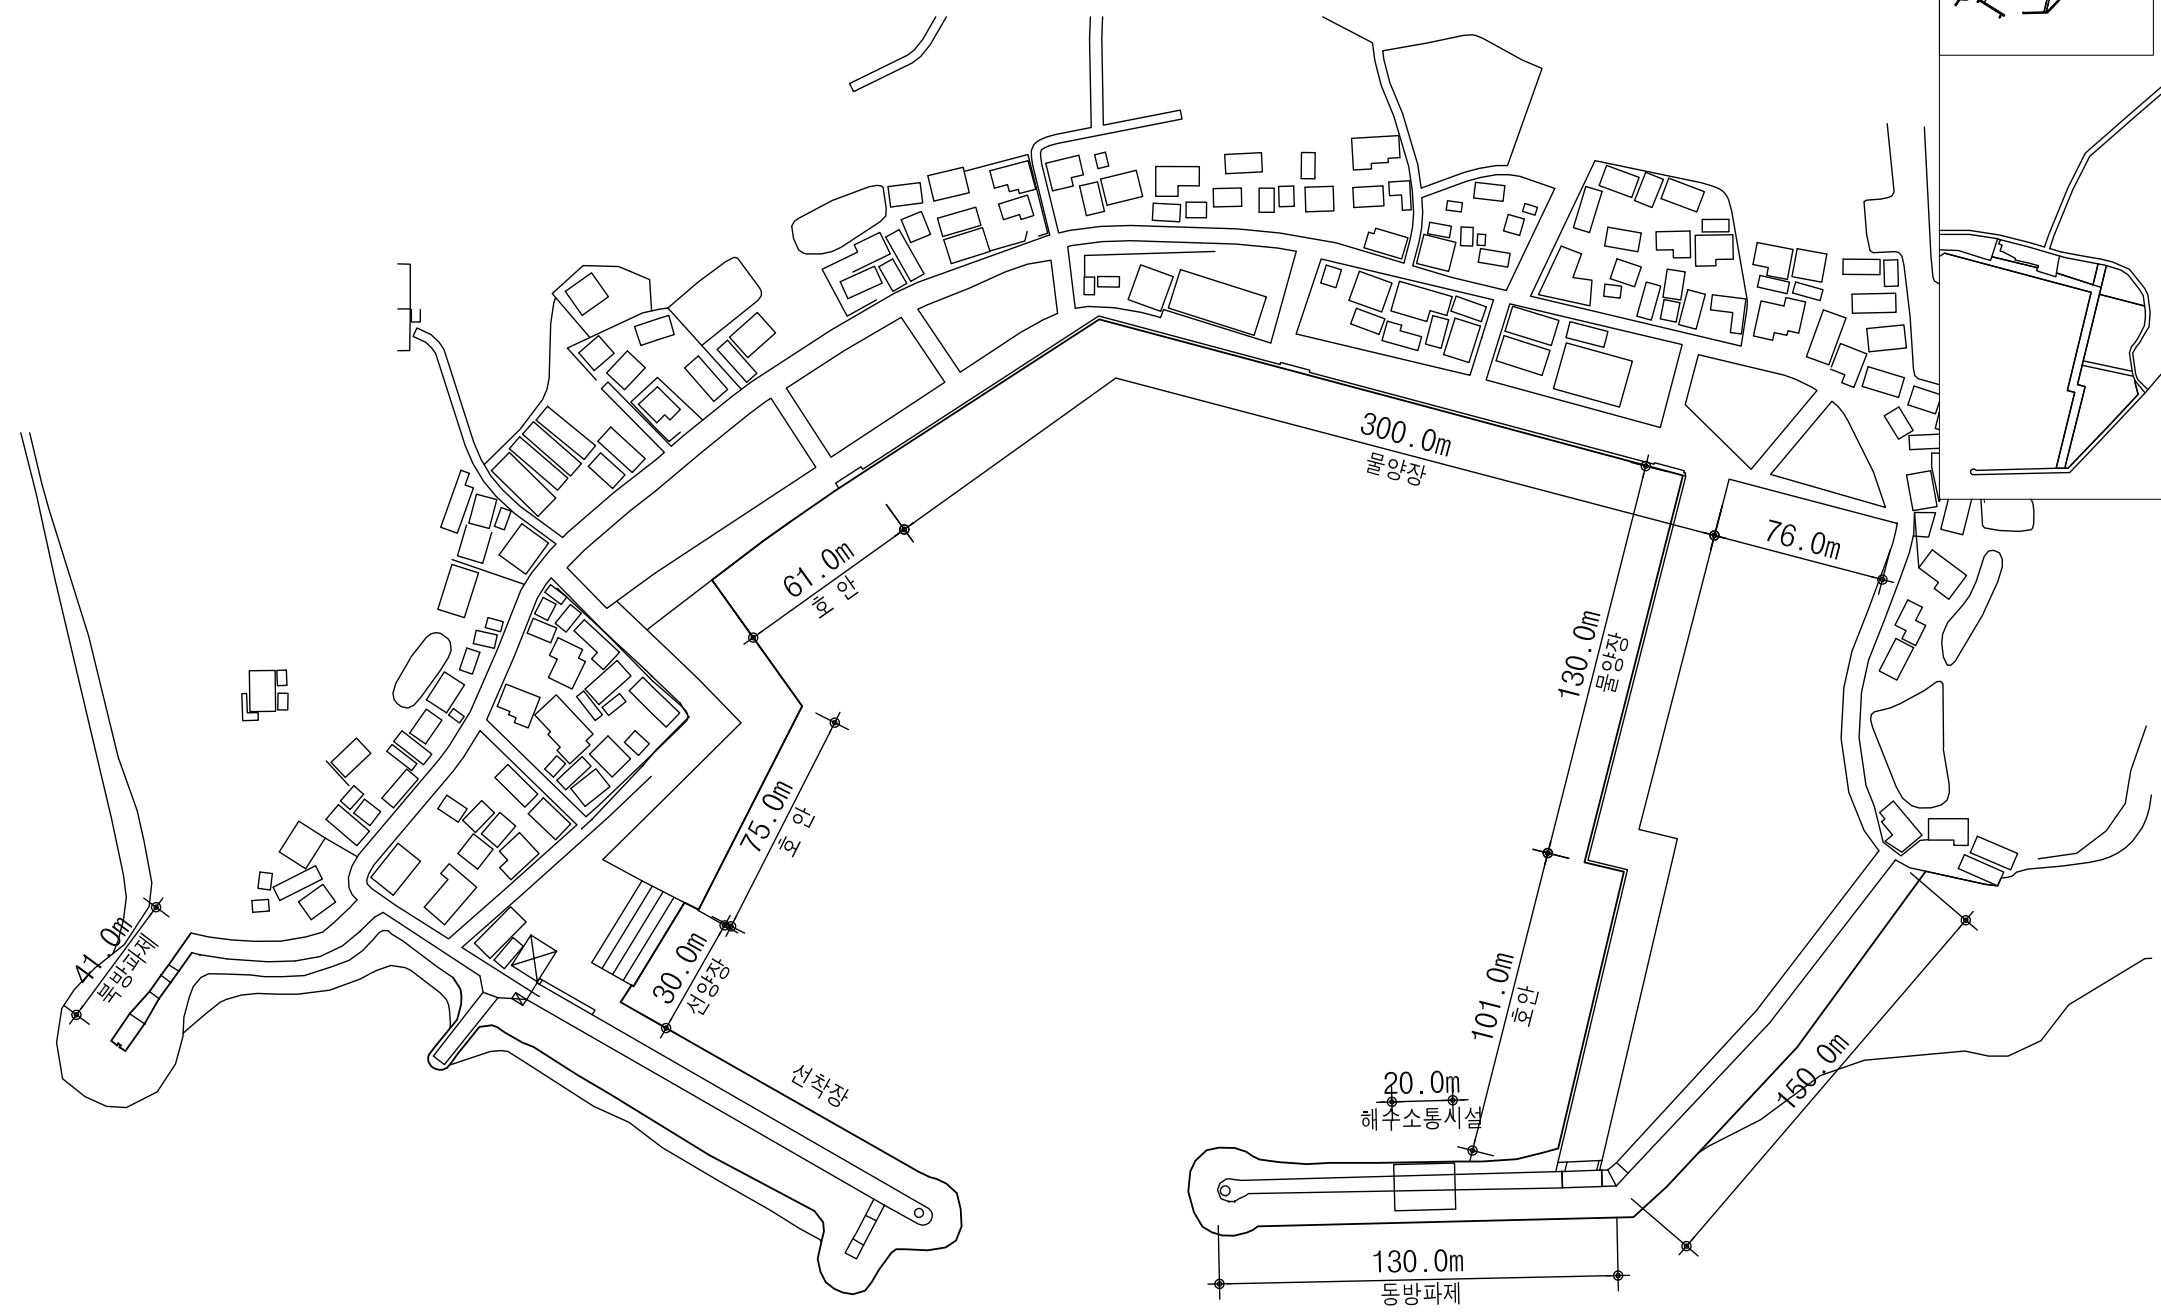 300.0m
물양장
76.0m
61.0m
호 안
130.0m
물양장
75.0m
호 안
41.0m
북방파제
30.0m
선양장
101.0m
호안
선착장
20.0m
해수소통시설
150.0m
130.0m
동방파제